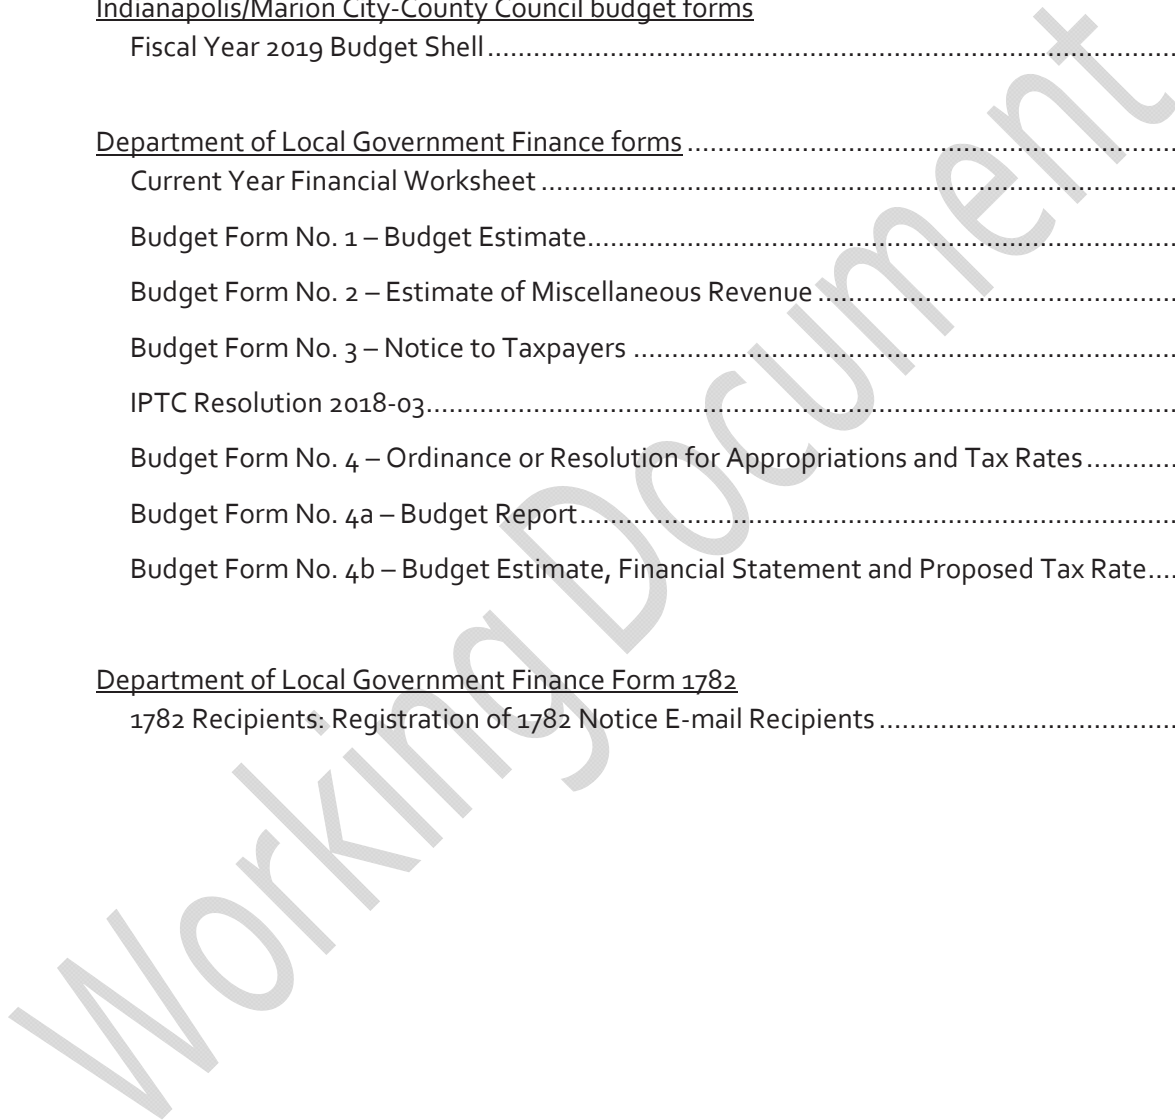 Indianapolis/Marion City-County Council budget forms
Fiscal Year 2019 Budget Shell
Department of Local Government Finance forms
Current Year Financial Worksheet
Budget Form No. 1 – Budget Estimate
Budget Form No. 2 – Estimate of Miscellaneous Revenue
Budget Form No. 3 – Notice to Taxpayers
IPTC Resolution 2018-03
Budget Form No. 4 – Ordinance or Resolution for Appropriations and Tax Rates
Budget Form No. 4a – Budget Report
Budget Form No. 4b – Budget Estimate, Financial Statement and Proposed Tax Rate
Department of Local Government Finance Form 1782
1782 Recipients: Registration of 1782 Notice E-mail Recipients
Working Document